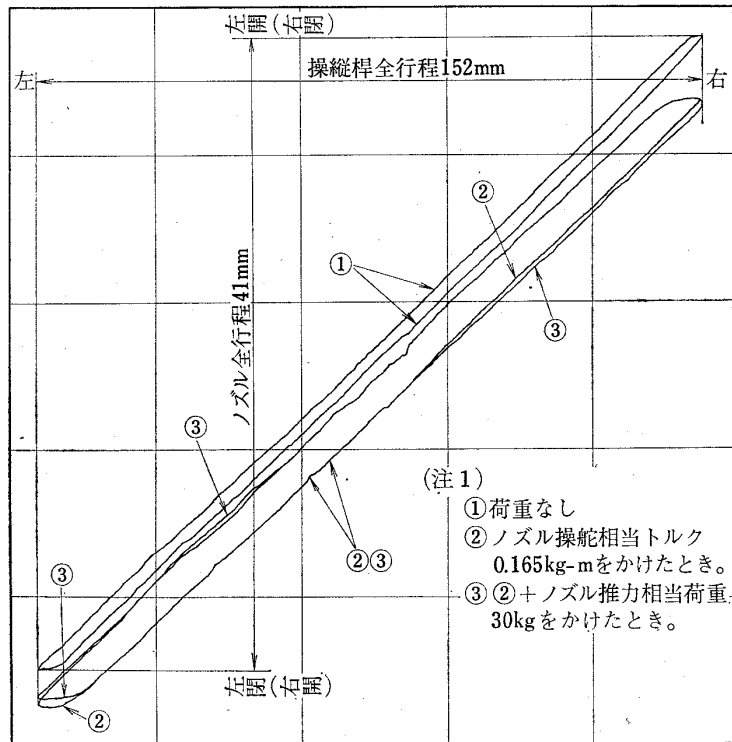 左開(右閉)
操縦桿全行程152mm
左
右
②
①
③
ノズル全行程41mm
③
(注1)
①荷重なし
②③
②ノズル操舵相当トルク
0.165kg-mをかけたとき。
③
③②+ノズル推力相当荷重
30kgをかけたとき。
左閉(右開)
②